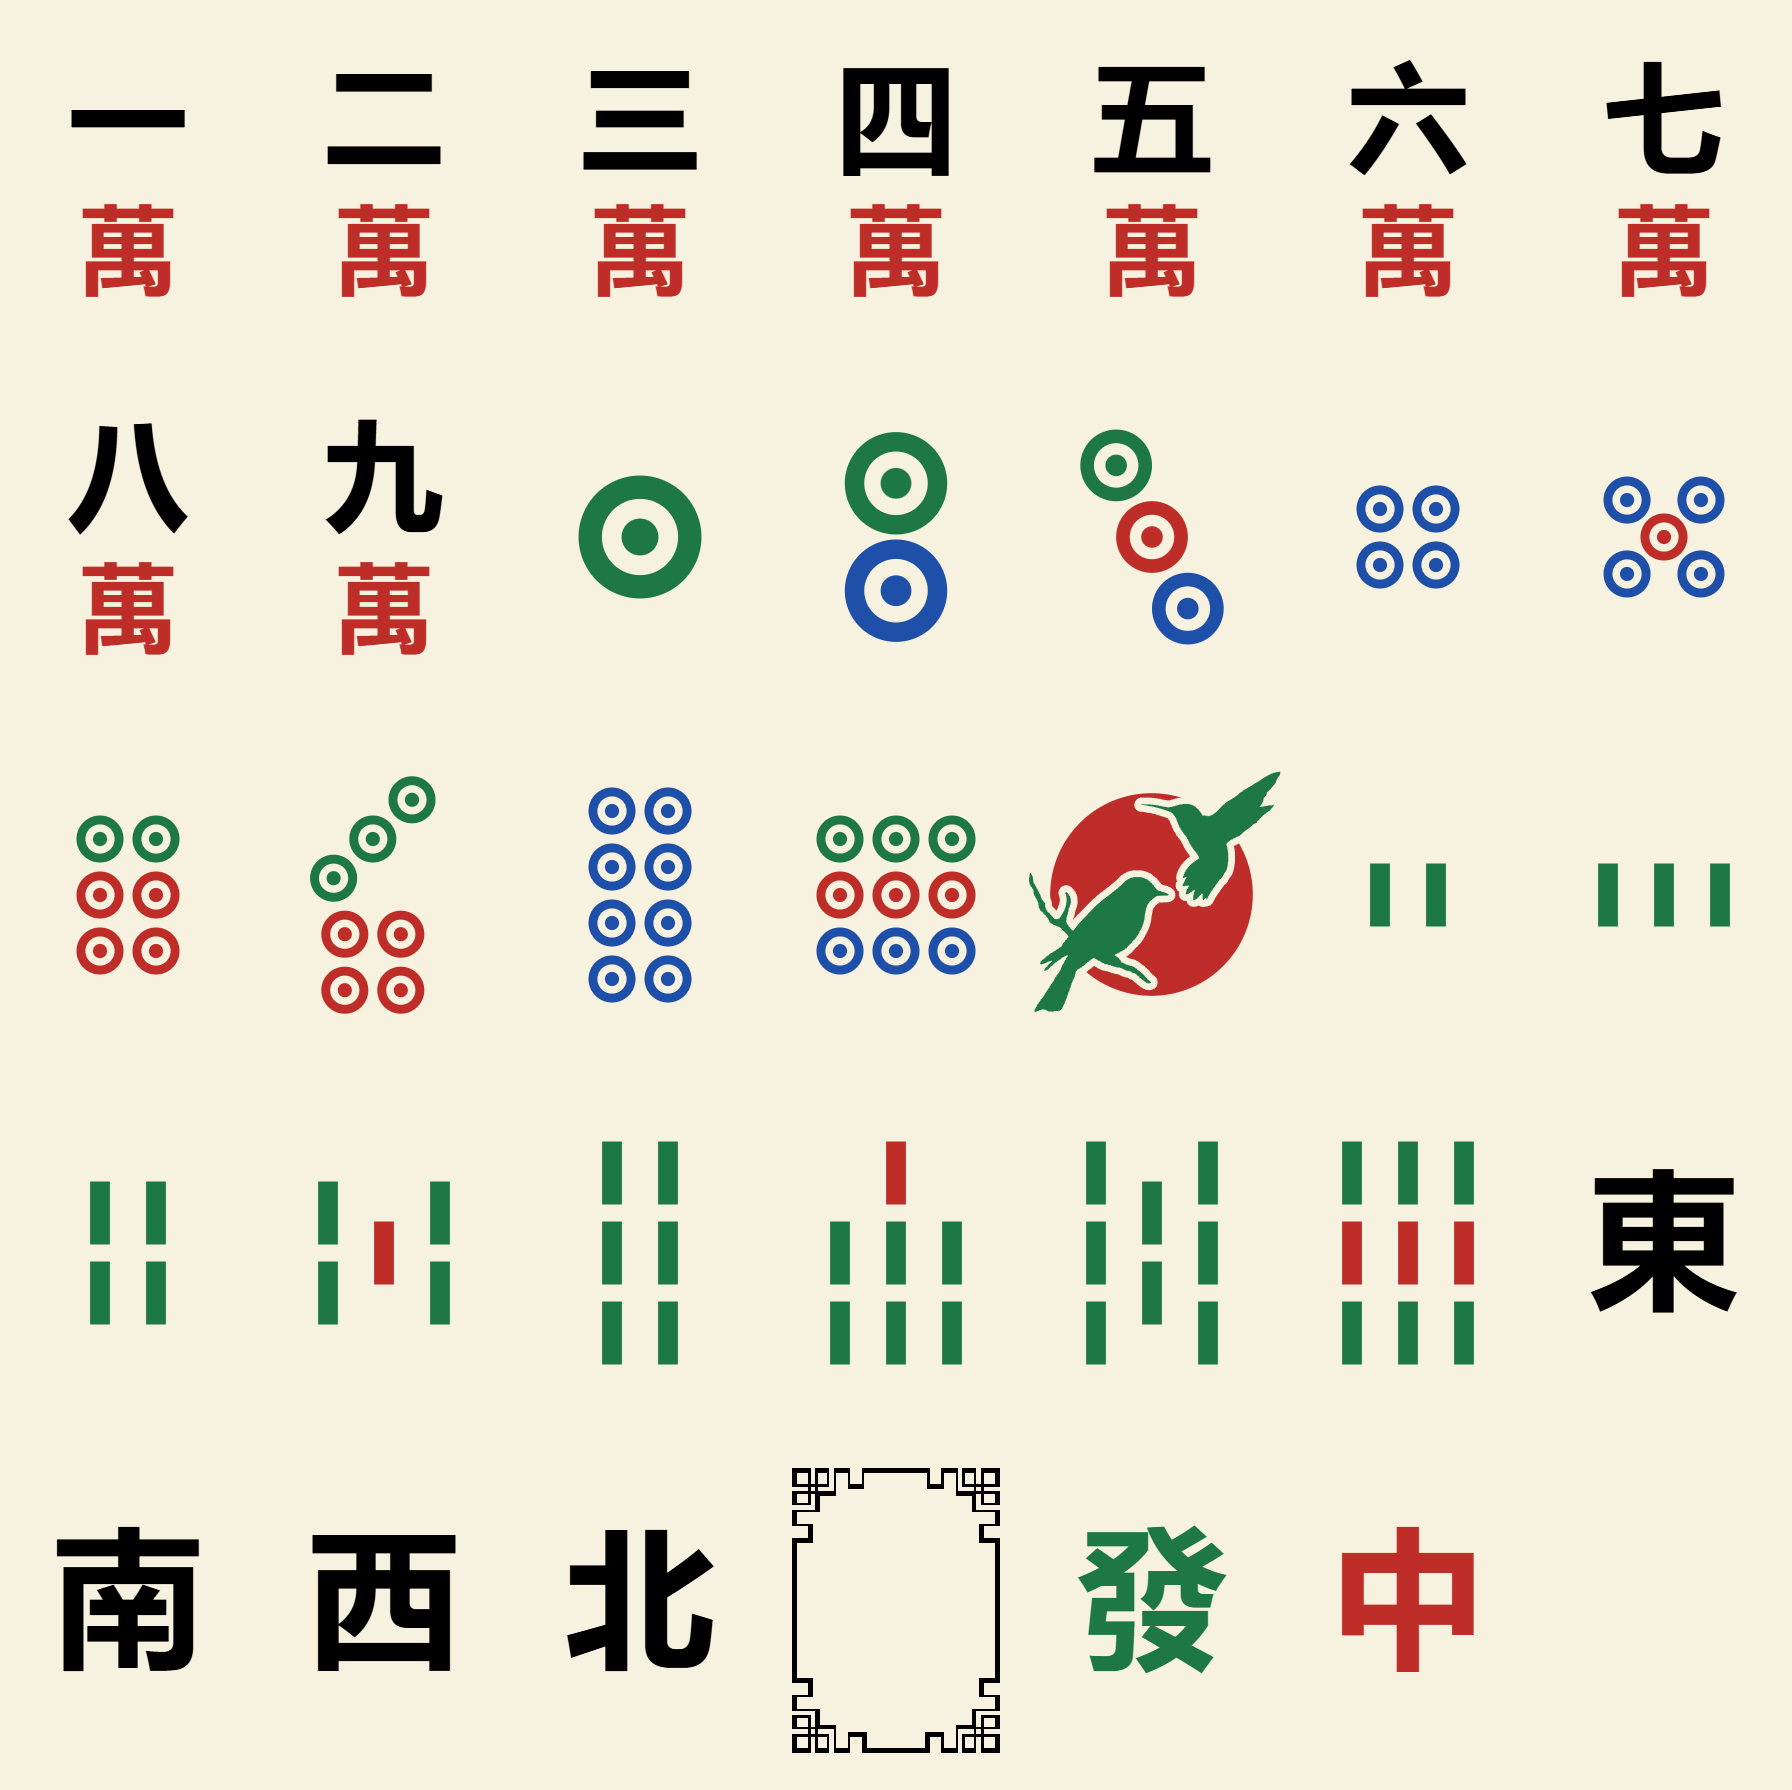 一 二 三 四 五 六 七
萬 萬 萬 萬 萬 萬 萬
八 九
萬 萬
東
南 西 北 發 中